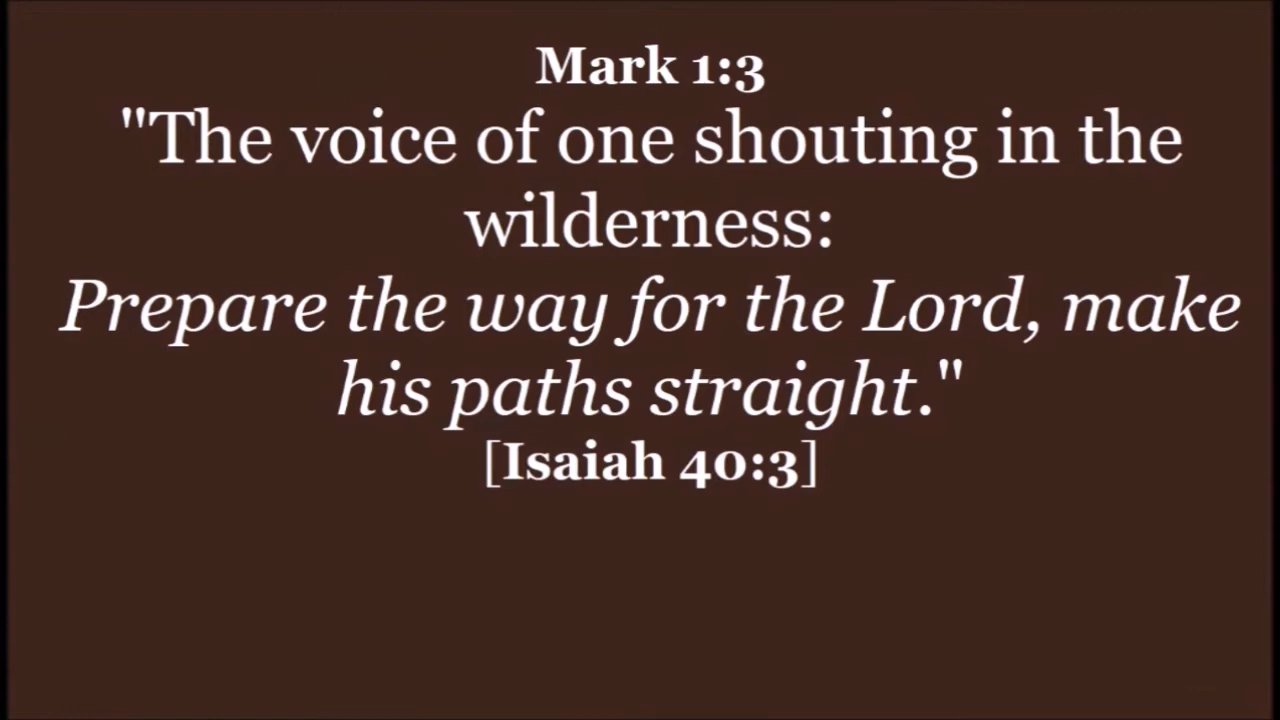 Mark 1:3
"The voice of one shouting in the
wilderness:
Prepare the way for the Lord, make
his paths straight."
[Isaiah 40:3]